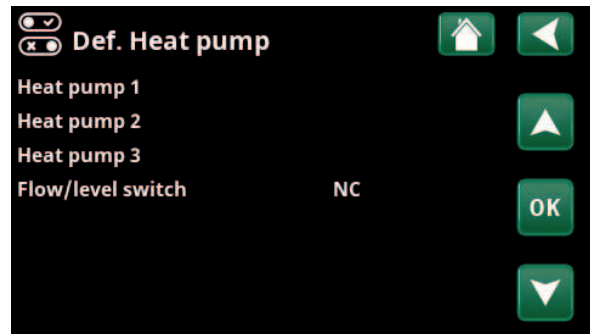 Def. Heat pump
Heat pump 1
Heat pump 2
Heat pump 3
Flow/level switch NC
OK